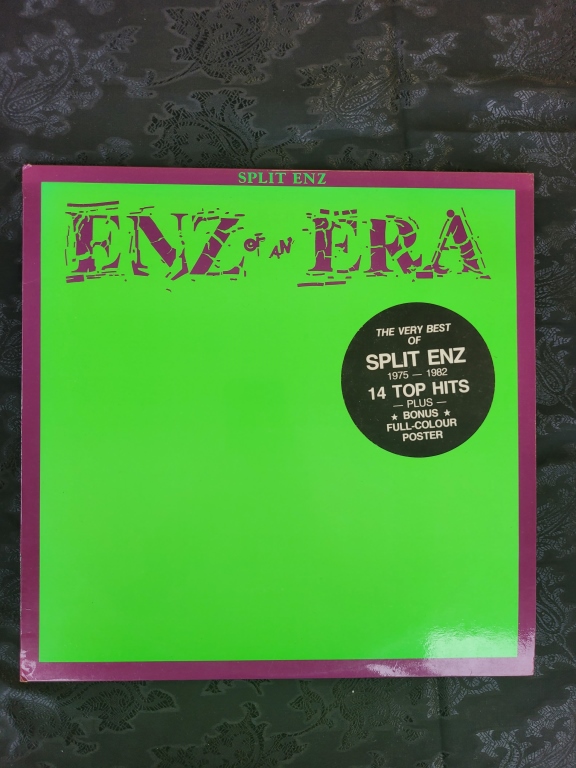 SPLIT ENZ
ENZ OF AN ERA
THE VERY BEST
OF
SPLIT ENZ
1975 — 1982
14 TOP HITS
— PLUS —
★ BONUS ★
FULL-COLOUR
POSTER